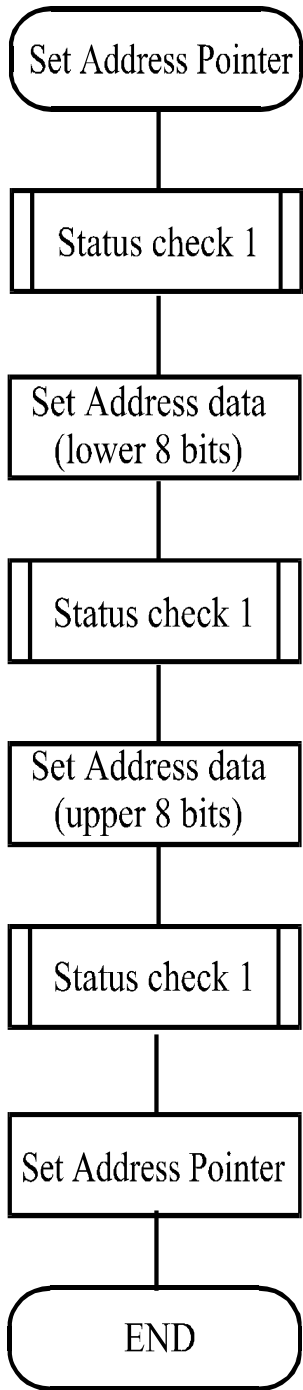 Set Address Pointer
Status check 1
Set Address data
(lower 8 bits)
Status check 1
Set Address data
(upper 8 bits)
Status check 1
Set Address Pointer
END